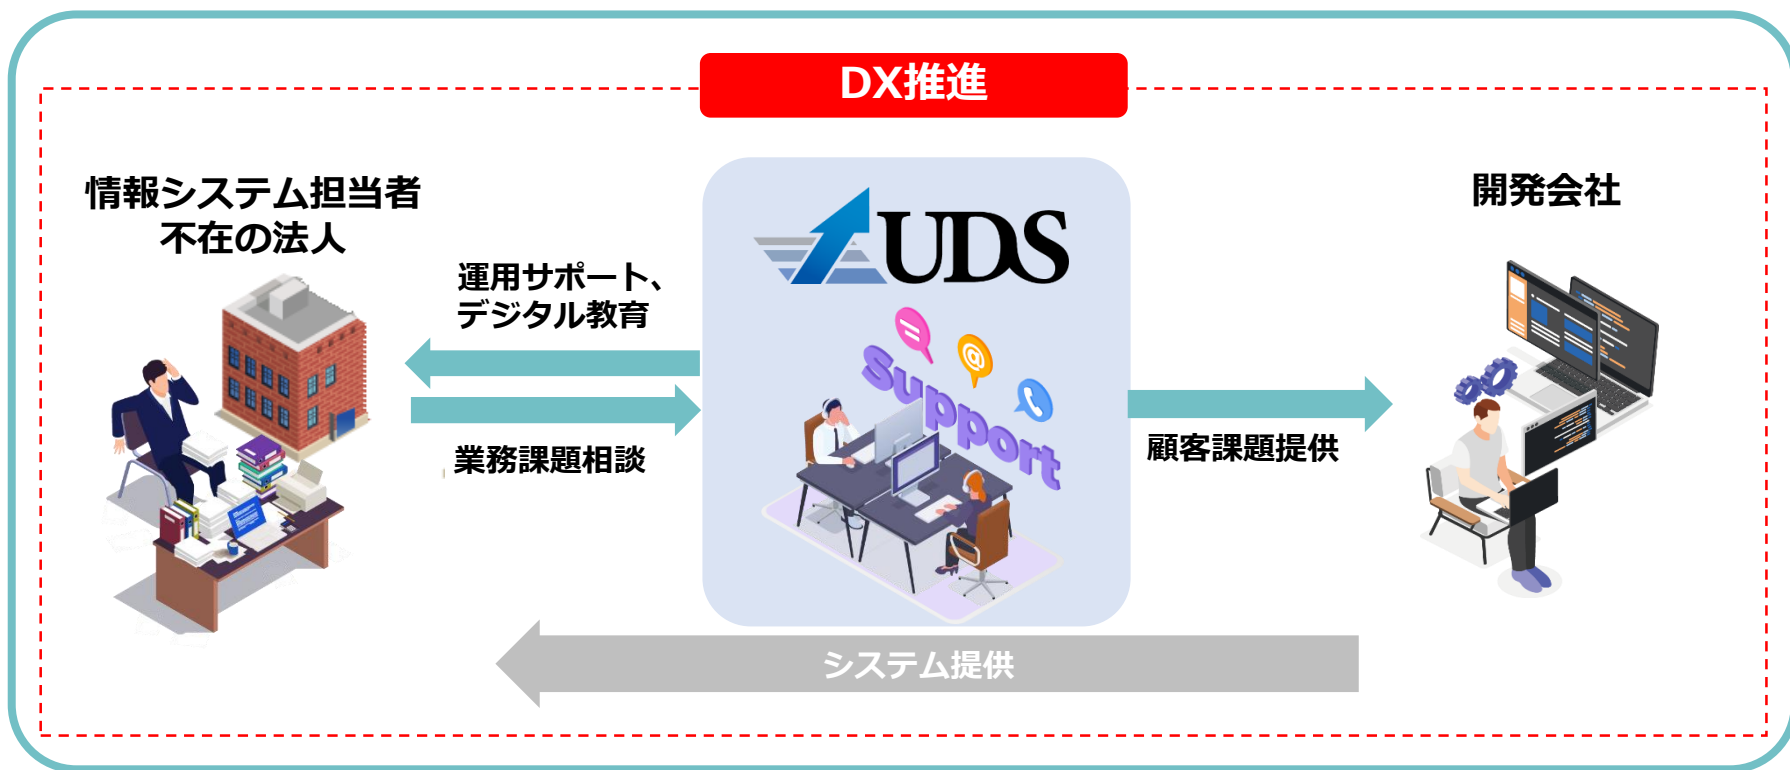 DX推進
情報システム担当者
不在の法人
運用サポート、
デジタル教育
業務課題相談
UDS
Support
@
開発会社
顧客課題提供
システム提供